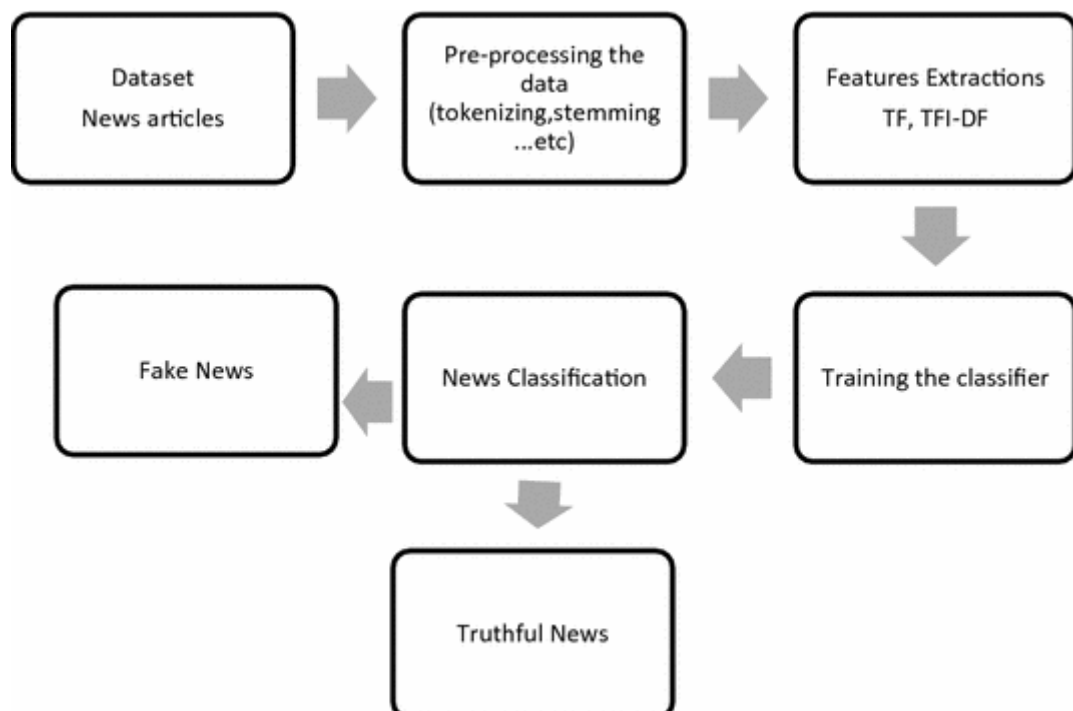 Dataset
News articles
Pre-processing the
data
(tokenizing,stemming
...etc)
Features Extractions
TF, TFI-DF
Fake News
News Classification
Training the classifier
Truthful News